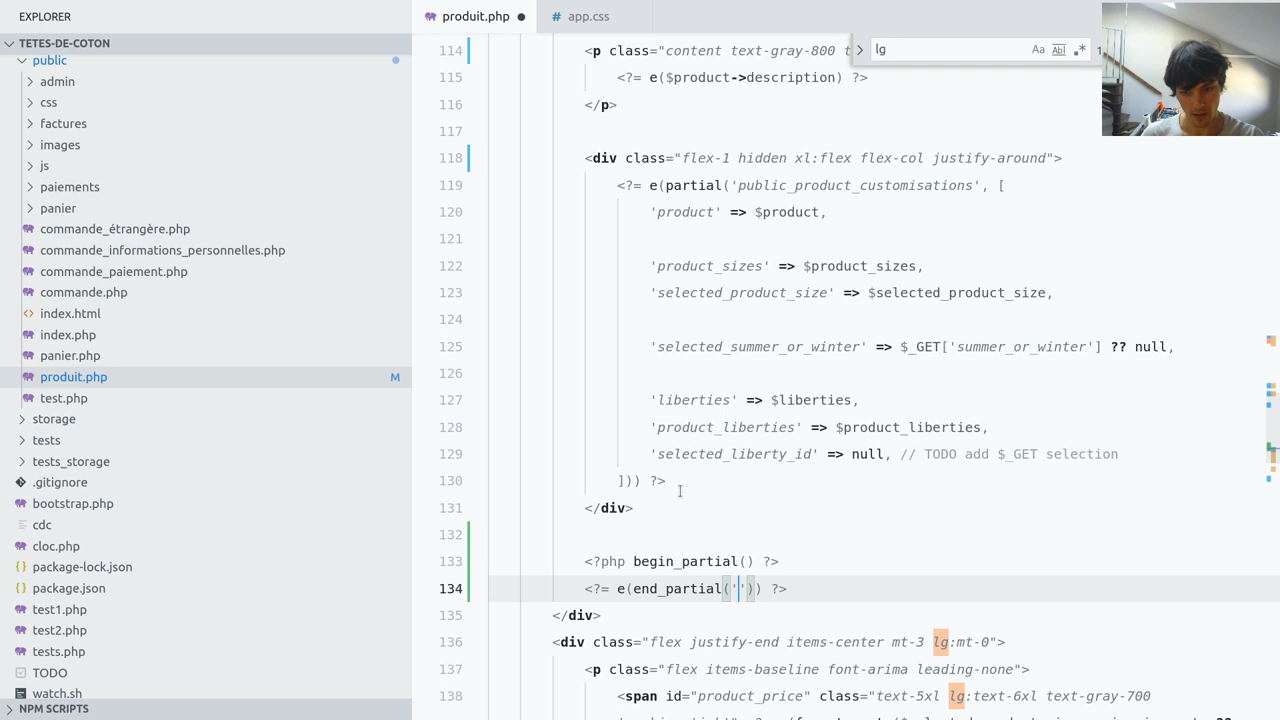 EXPLORER
TETES-DE-COTON
public
admin
css
factures
images
js
paiements
panier
commande_étrangère.php
commande_informations_personnelles.php
commande_paiement.php
commande.php
index.html
index.php
panier.php
produit.php M
test.php
storage
tests
tests_storage
.gitignore
bootstrap.php
cdc
cloc.php
package-lock.json
package.json
test1.php
test2.php
tests.php
TODO
watch.sh
NPM SCRIPTS
produit.php
app.css
lg
Aa Abl .*
114 <p class="content text-gray-800 t
115 <?= e($product->description) ?>
116 </p>
117
118 <div class="flex-1 hidden xl:flex flex-col justify-around">
119 <?= e(partial('public_product_customisations', [
120 'product' => $product,
121
122 'product_sizes' => $product_sizes,
123 'selected_product_size' => $selected_product_size,
124
125 'selected_summer_or_winter' => $_GET['summer_or_winter'] ?? null,
126
127 'liberties' => $liberties,
128 'product_liberties' => $product_liberties,
129 'selected_liberty_id' => null, // TODO add $_GET selection
130 ])) ?>
131 </div>
132
133 <?php begin_partial() ?>
134 <?= e(end_partial('')) ?>
135 </div>
136 <div class="flex justify-end items-center mt-3 lg:mt-0">
137 <p class="flex items-baseline font-arima leading-none">
138 <span id="product_price" class="text-5xl lg:text-6xl text-gray-700